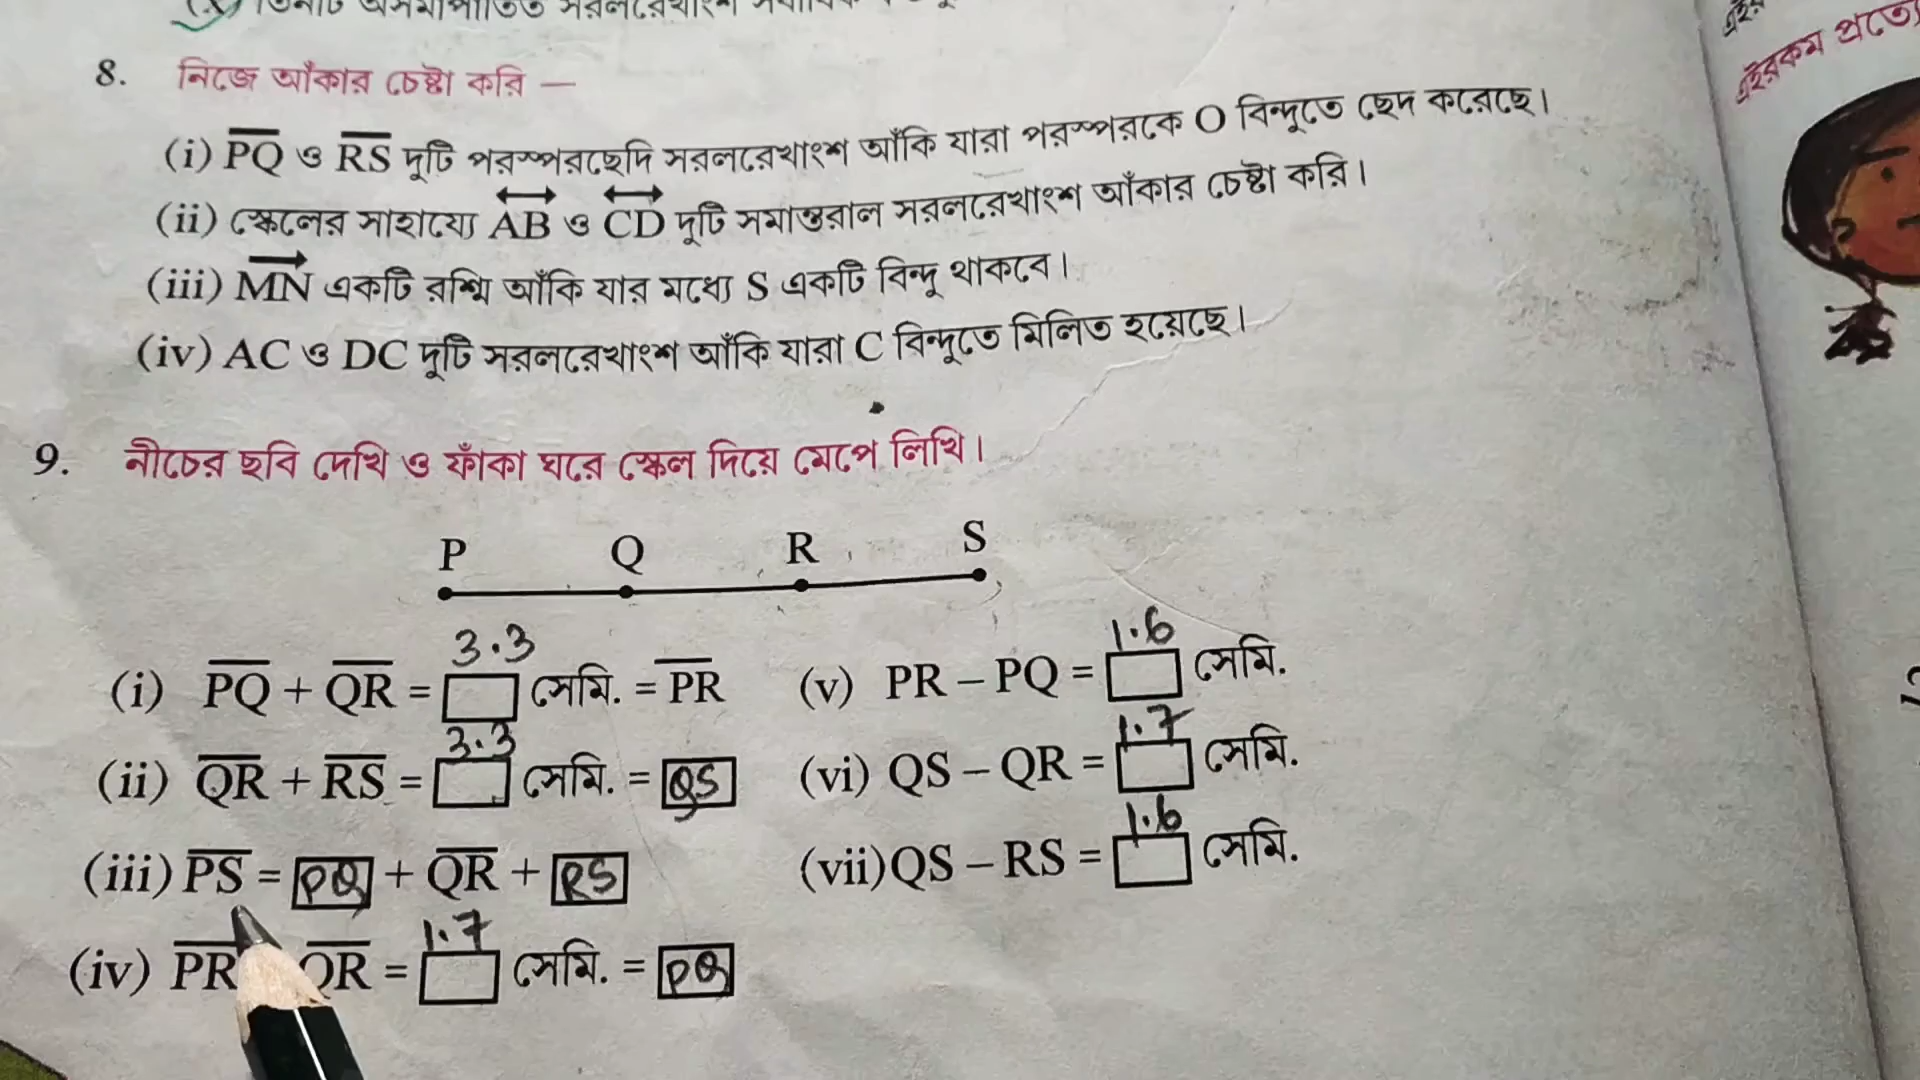 8. নিজে আঁকার চেষ্টা করি —
(i) PQ ও RS দুটি পরস্পরছেদি সরলরেখাংশ আঁকি যারা পরস্পরকে O বিন্দুতে ছেদ করেছে।
(ii) স্কেলের সাহায্যে AB ও CD দুটি সমান্তরাল সরলরেখাংশ আঁকার চেষ্টা করি।
(iii) MN একটি রশ্মি আঁকি যার মধ্যে S একটি বিন্দু থাকবে।
(iv) AC ও DC দুটি সরলরেখাংশ আঁকি যারা C বিন্দুতে মিলিত হয়েছে।
9. নীচের ছবি দেখি ও ফাঁকা ঘরে স্কেল দিয়ে মেপে লিখি।
P Q R S
(i) PQ + QR = 3.3 সেমি. = PR
(ii) QR + RS = 3.3 সেমি. = QS
(iii) PS = PQ + QR + RS
(iv) PR QR = 1.7 সেমি. = PQ
(v) PR – PQ = 1.6 সেমি.
(vi) QS – QR = 1.7 সেমি.
(vii) QS – RS = 1.6 সেমি.
এইরকম